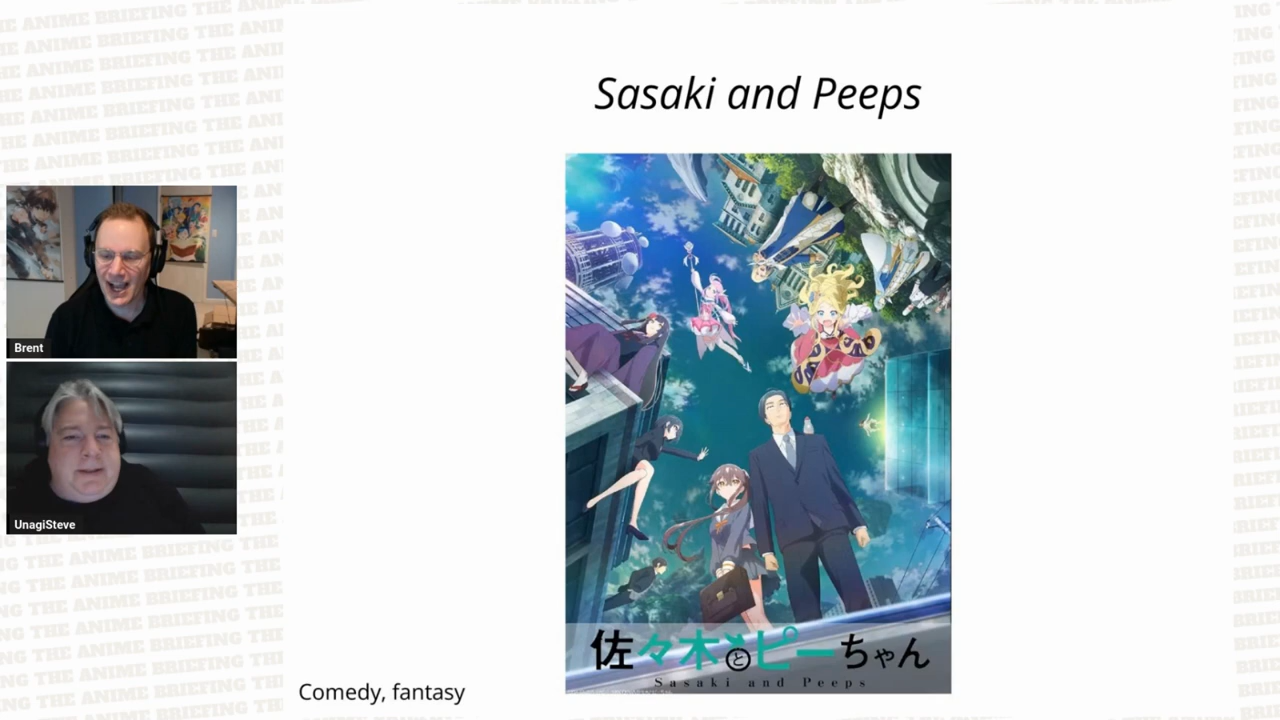 Sasaki and Peeps
Brent
UnagiSteve
佐々木とピーちゃん
Sasaki and Peeps
Comedy, fantasy
THE ANIME BRIEFING